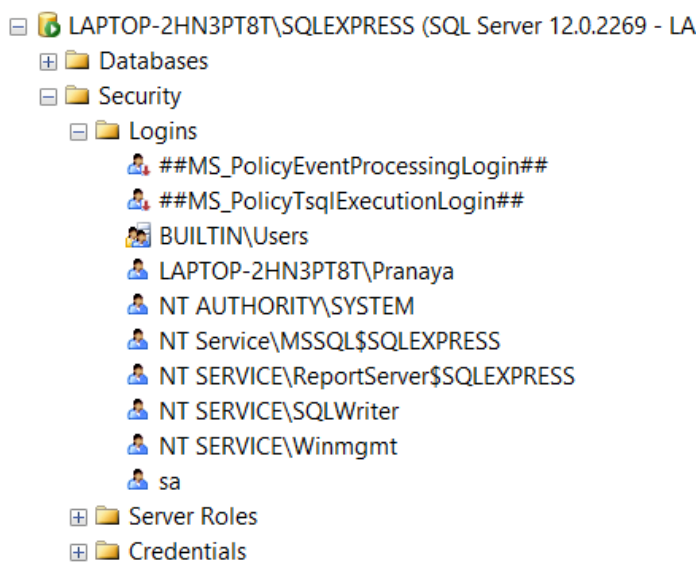 LAPTOP-2HN3PT8T\SQLEXPRESS (SQL Server 12.0.2269 - LA
Databases
Security
Logins
##MS_PolicyEventProcessingLogin##
##MS_PolicyTsqlExecutionLogin##
BUILTIN\Users
LAPTOP-2HN3PT8T\Pranaya
NT AUTHORITY\SYSTEM
NT Service\MSSQL$SQLEXPRESS
NT SERVICE\ReportServer$SQLEXPRESS
NT SERVICE\SQLWriter
NT SERVICE\Winmgmt
sa
Server Roles
Credentials